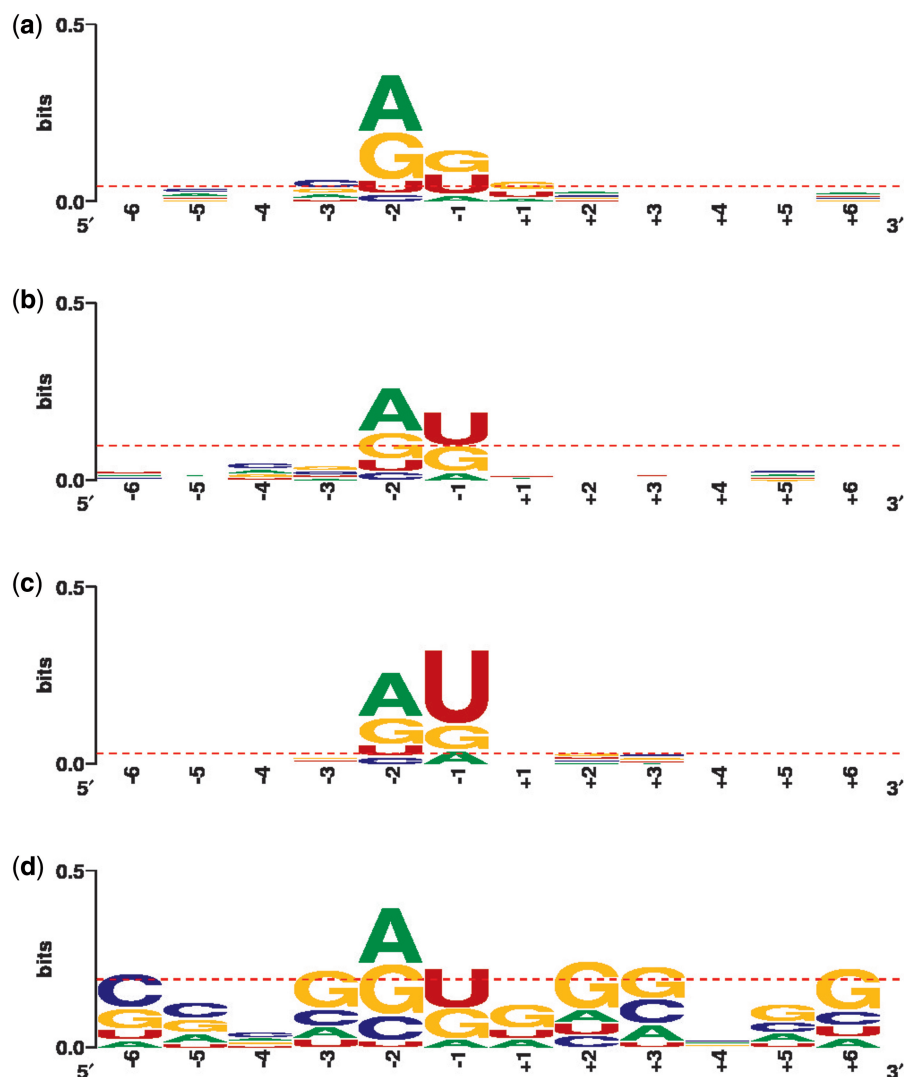 (a)
0.5
bits
A
G G
C U U G
G A C A U
0.0
5′ -6 -5 -4 -3 -2 -1 +1 +2 +3 +4 +5 +6 3′
(b)
0.5
bits
A U
G G
U
C A
0.0
5′ -6 -5 -4 -3 -2 -1 +1 +2 +3 +4 +5 +6 3′
(c)
0.5
bits
A U
G G
U
C A
0.0
5′ -6 -5 -4 -3 -2 -1 +1 +2 +3 +4 +5 +6 3′
(d)
0.5
bits
A
C G G U G G G
G C C C G G A C G C
U G A C U U A C U
A U U U A A C U U A
0.0
5′ -6 -5 -4 -3 -2 -1 +1 +2 +3 +4 +5 +6 3′